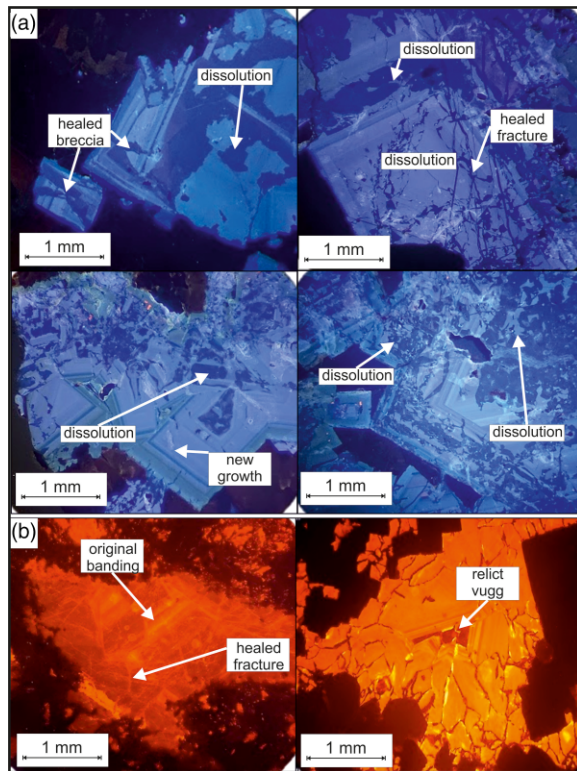 (a)
dissolution
healed
breccia
1 mm
dissolution
healed
fracture
dissolution
1 mm
dissolution
new
growth
1 mm
dissolution
dissolution
1 mm
(b)
original
banding
healed
fracture
1 mm
relict
vugg
1 mm